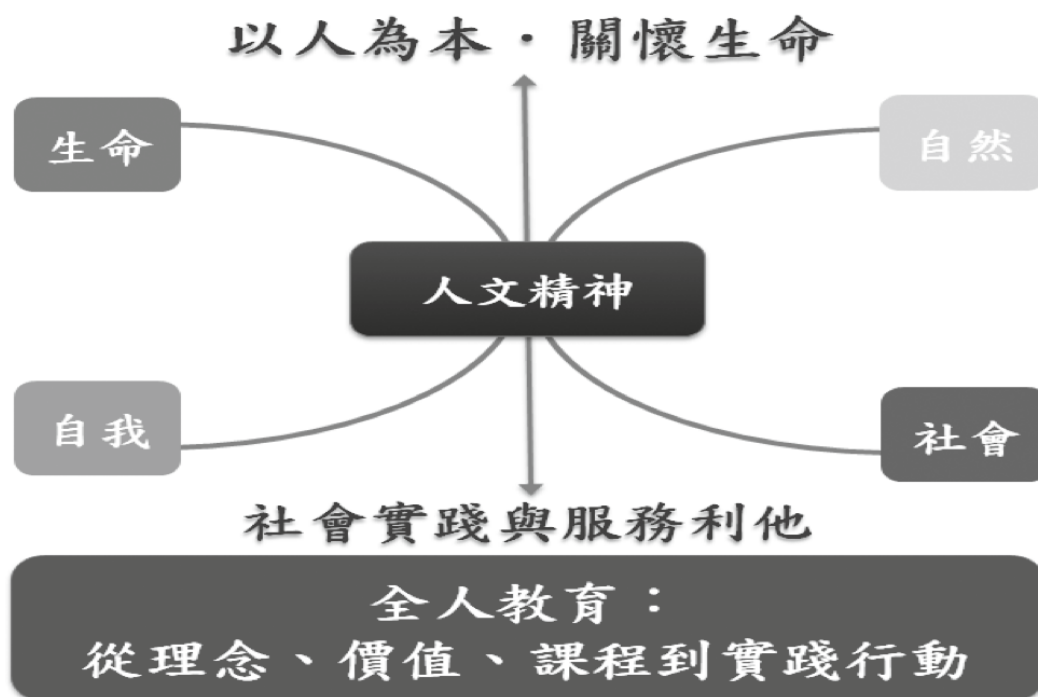 以人為本·關懷生命
生命
自然
人文精神
自我
社會
社會實踐與服務利他
全人教育：
從理念、價值、課程到實踐行動